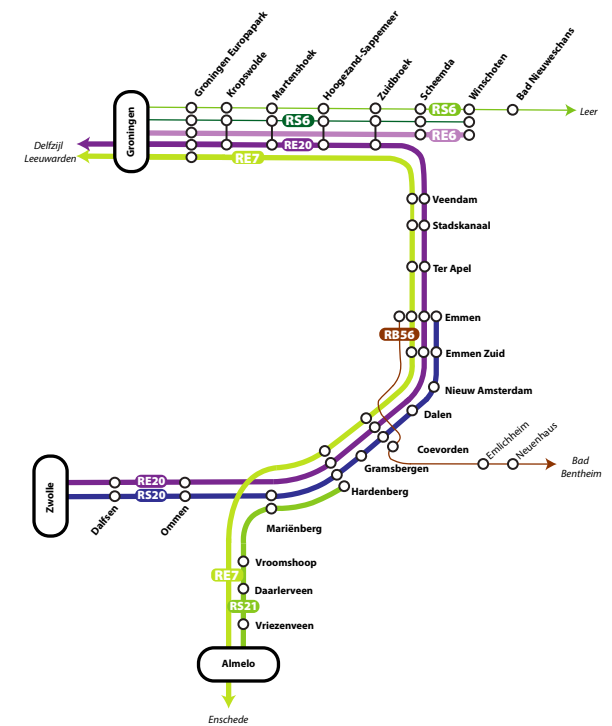 Groningen Europapark
Kropswolde
Martenshoek
Hoogezand-Sappemeer
Zuidbroek
Scheemda
Winschoten
Bad Nieuweschans
Groningen
RS6
Leer
RS6
RE6
Delfzijl
Leeuwarden
RE20
RE7
Veendam
Stadskanaal
Ter Apel
Emmen
RB56
Emmen Zuid
Nieuw Amsterdam
Dalen
Coevorden
Emlichheim
Neuenhaus
Bad
Bentheim
Gramsbergen
Hardenberg
Zwolle
RE20
RS20
Dalfsen
Ommen
Mariënberg
Vroomshoop
RE7
Daarlerveen
RS21
Vriezenveen
Almelo
Enschede